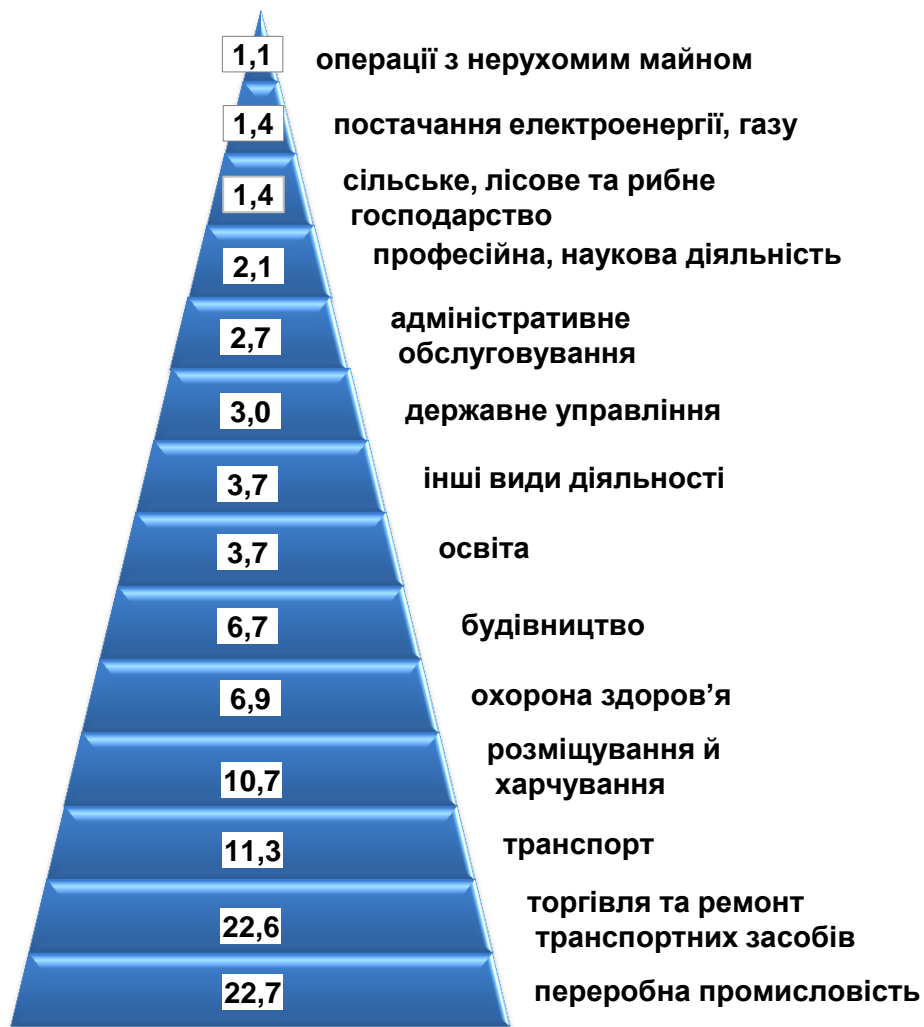 1,1 операції з нерухомим майном
1,4 постачання електроенергії, газу
сільське, лісове та рибне
1,4 господарство
2,1 професійна, наукова діяльність
адміністративне
2,7 обслуговування
3,0 державне управління
3,7 інші види діяльності
3,7 освіта
6,7 будівництво
6,9 охорона здоров’я
розміщування й
10,7 харчування
11,3 транспорт
торгівля та ремонт
22,6 транспортних засобів
22,7 переробна промисловість